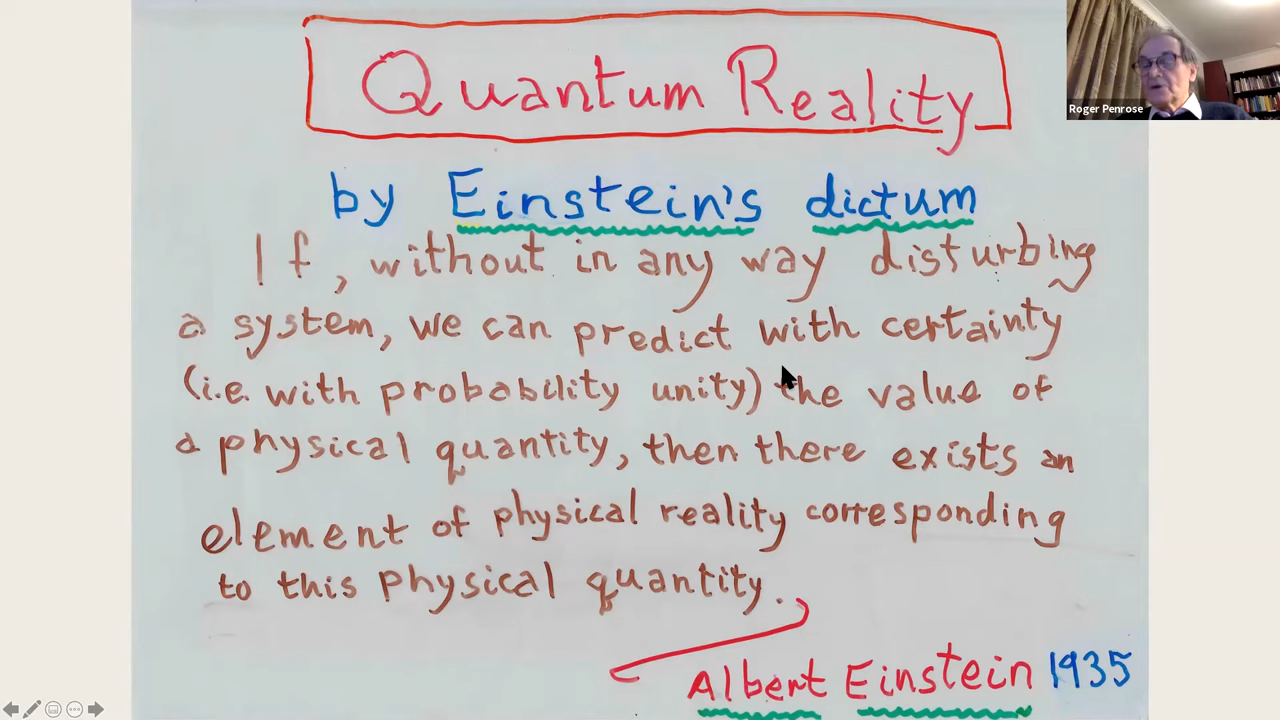 Quantum Reality
Roger Penrose
by Einstein's dictum
If, without in any way disturbing
a system, we can predict with certainty
(i.e. with probability unity) the value of
a physical quantity, then there exists an
element of physical reality corresponding
to this physical quantity.
Albert Einstein 1935